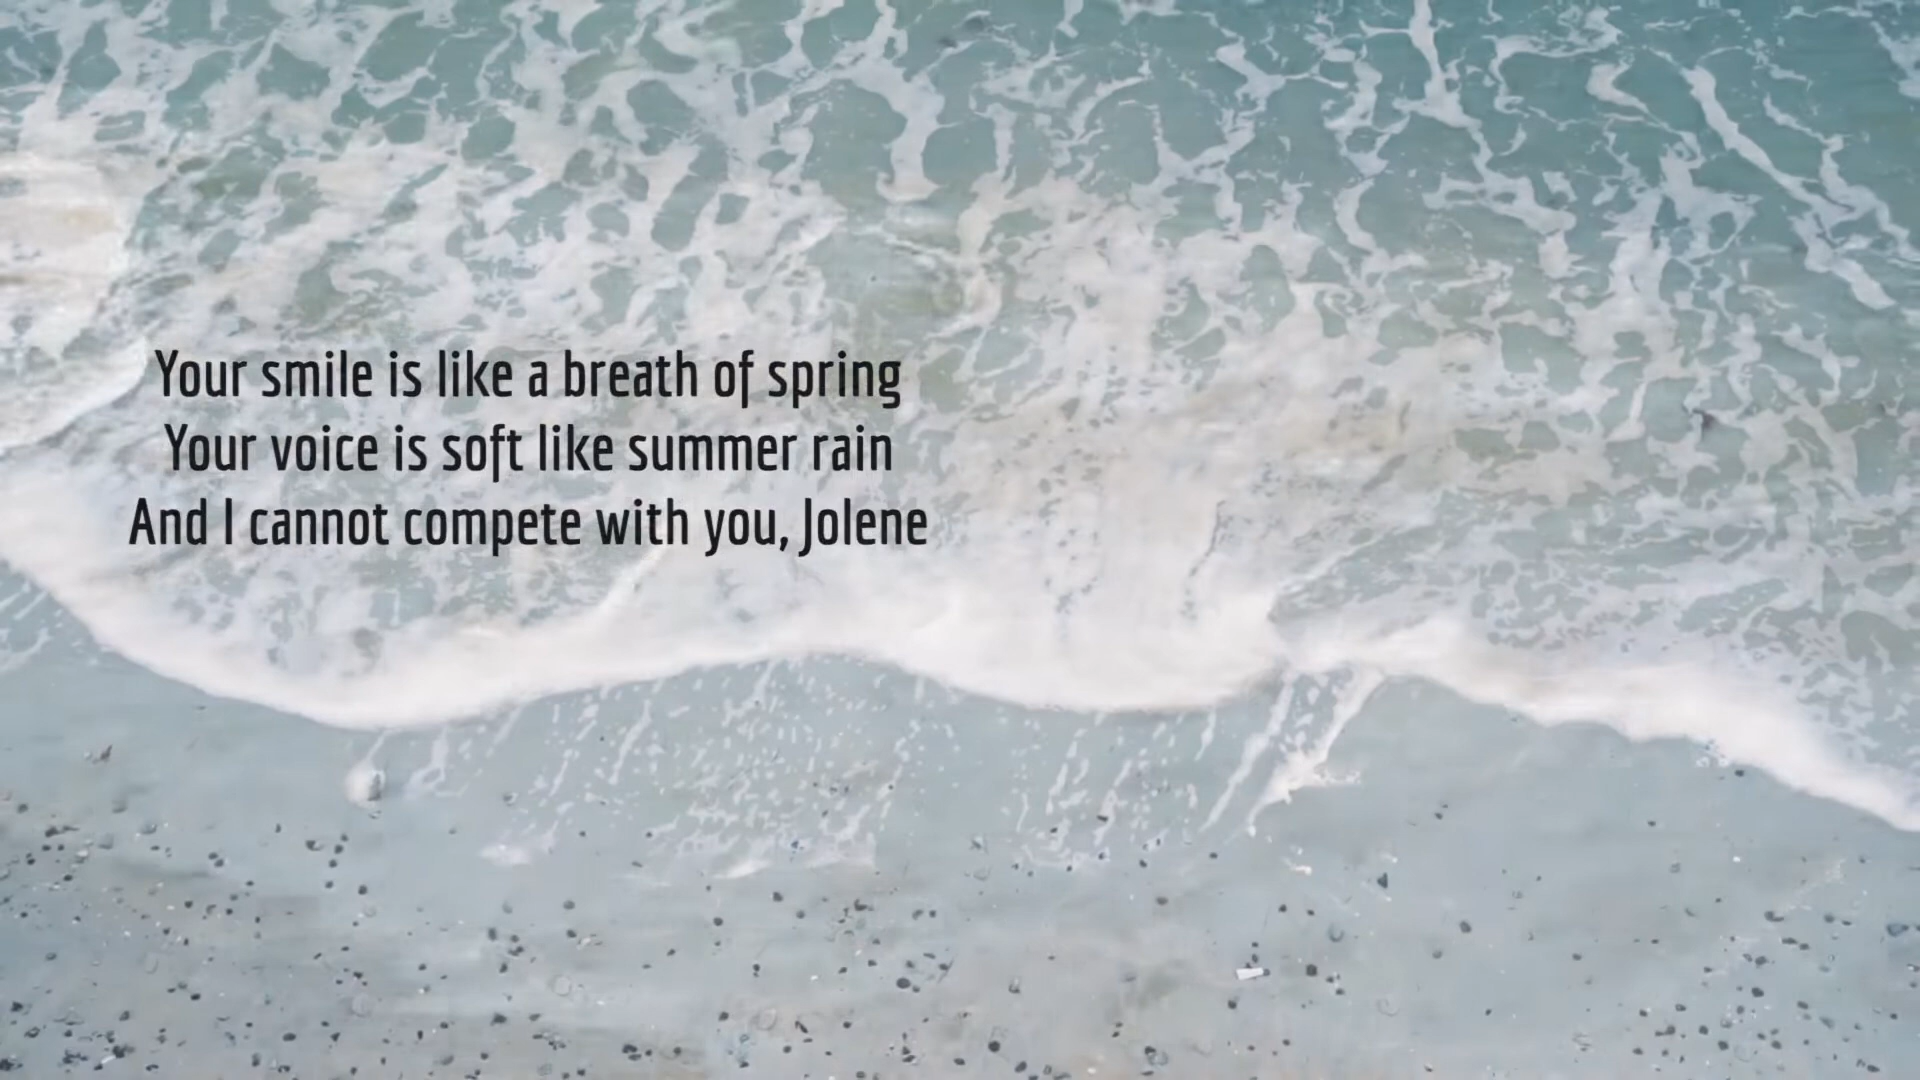 Your smile is like a breath of spring
Your voice is soft like summer rain
And I cannot compete with you, Jolene